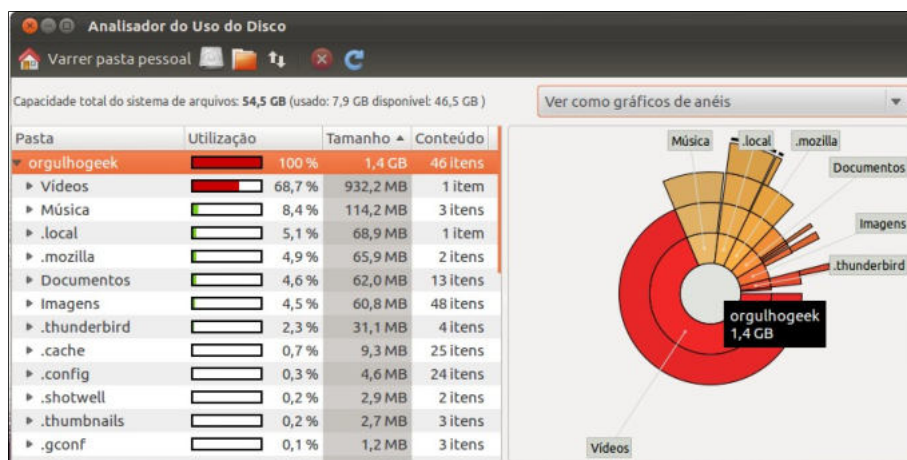 Analisador do Uso do Disco
Varrer pasta pessoal
Capacidade total do sistema de arquivos: 54,5 GB (usado: 7,9 GB disponível: 46,5 GB )
Ver como gráficos de anéis
Pasta Utilização Tamanho Conteúdo
orgulhogeek 100 % 1,4 GB 46 itens
Vídeos 68,7 % 932,2 MB 1 item
Música 8,4 % 114,2 MB 3 itens
.local 5,1 % 68,9 MB 1 item
.mozilla 4,9 % 65,9 MB 2 itens
Documentos 4,6 % 62,0 MB 13 itens
Imagens 4,5 % 60,8 MB 48 itens
.thunderbird 2,3 % 31,1 MB 4 itens
.cache 0,7 % 9,3 MB 25 itens
.config 0,3 % 4,6 MB 24 itens
.shotwell 0,2 % 2,9 MB 2 itens
.thumbnails 0,2 % 2,7 MB 3 itens
.gconf 0,1 % 1,2 MB 3 itens
Música .local .mozilla
Documentos
Imagens
.thunderbird
orgulhogeek
1,4 GB
Vídeos